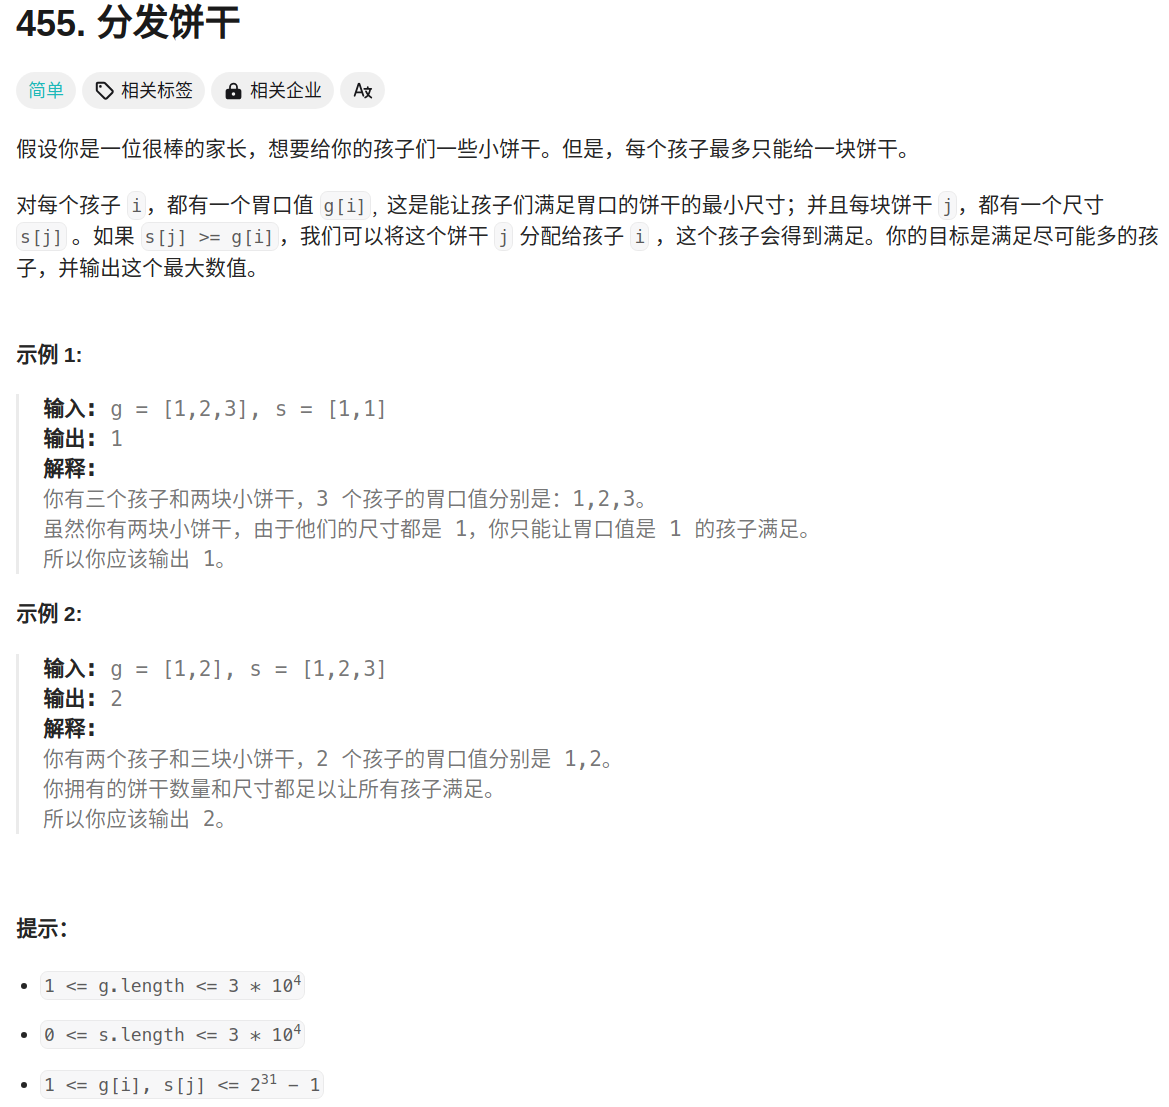 455. 分发饼干
简单 相关标签 相关企业 A文
假设你是一位很棒的家长，想要给你的孩子们一些小饼干。但是，每个孩子最多只能给一块饼干。
对每个孩子 i，都有一个胃口值 g[i]，这是能让孩子们满足胃口的饼干的最小尺寸；并且每块饼干 j，都有一个尺寸
s[j] 。如果 s[j] >= g[i]，我们可以将这个饼干 j 分配给孩子 i ，这个孩子会得到满足。你的目标是满足尽可能多的孩
子，并输出这个最大数值。
示例 1:
输入: g = [1,2,3], s = [1,1]
输出: 1
解释:
你有三个孩子和两块小饼干，3 个孩子的胃口值分别是：1,2,3。
虽然你有两块小饼干，由于他们的尺寸都是 1，你只能让胃口值是 1 的孩子满足。
所以你应该输出 1。
示例 2:
输入: g = [1,2], s = [1,2,3]
输出: 2
解释:
你有两个孩子和三块小饼干，2 个孩子的胃口值分别是 1,2。
你拥有的饼干数量和尺寸都足以让所有孩子满足。
所以你应该输出 2。
提示：
1 <= g.length <= 3 * 10⁴
0 <= s.length <= 3 * 10⁴
1 <= g[i], s[j] <= 2³¹ - 1